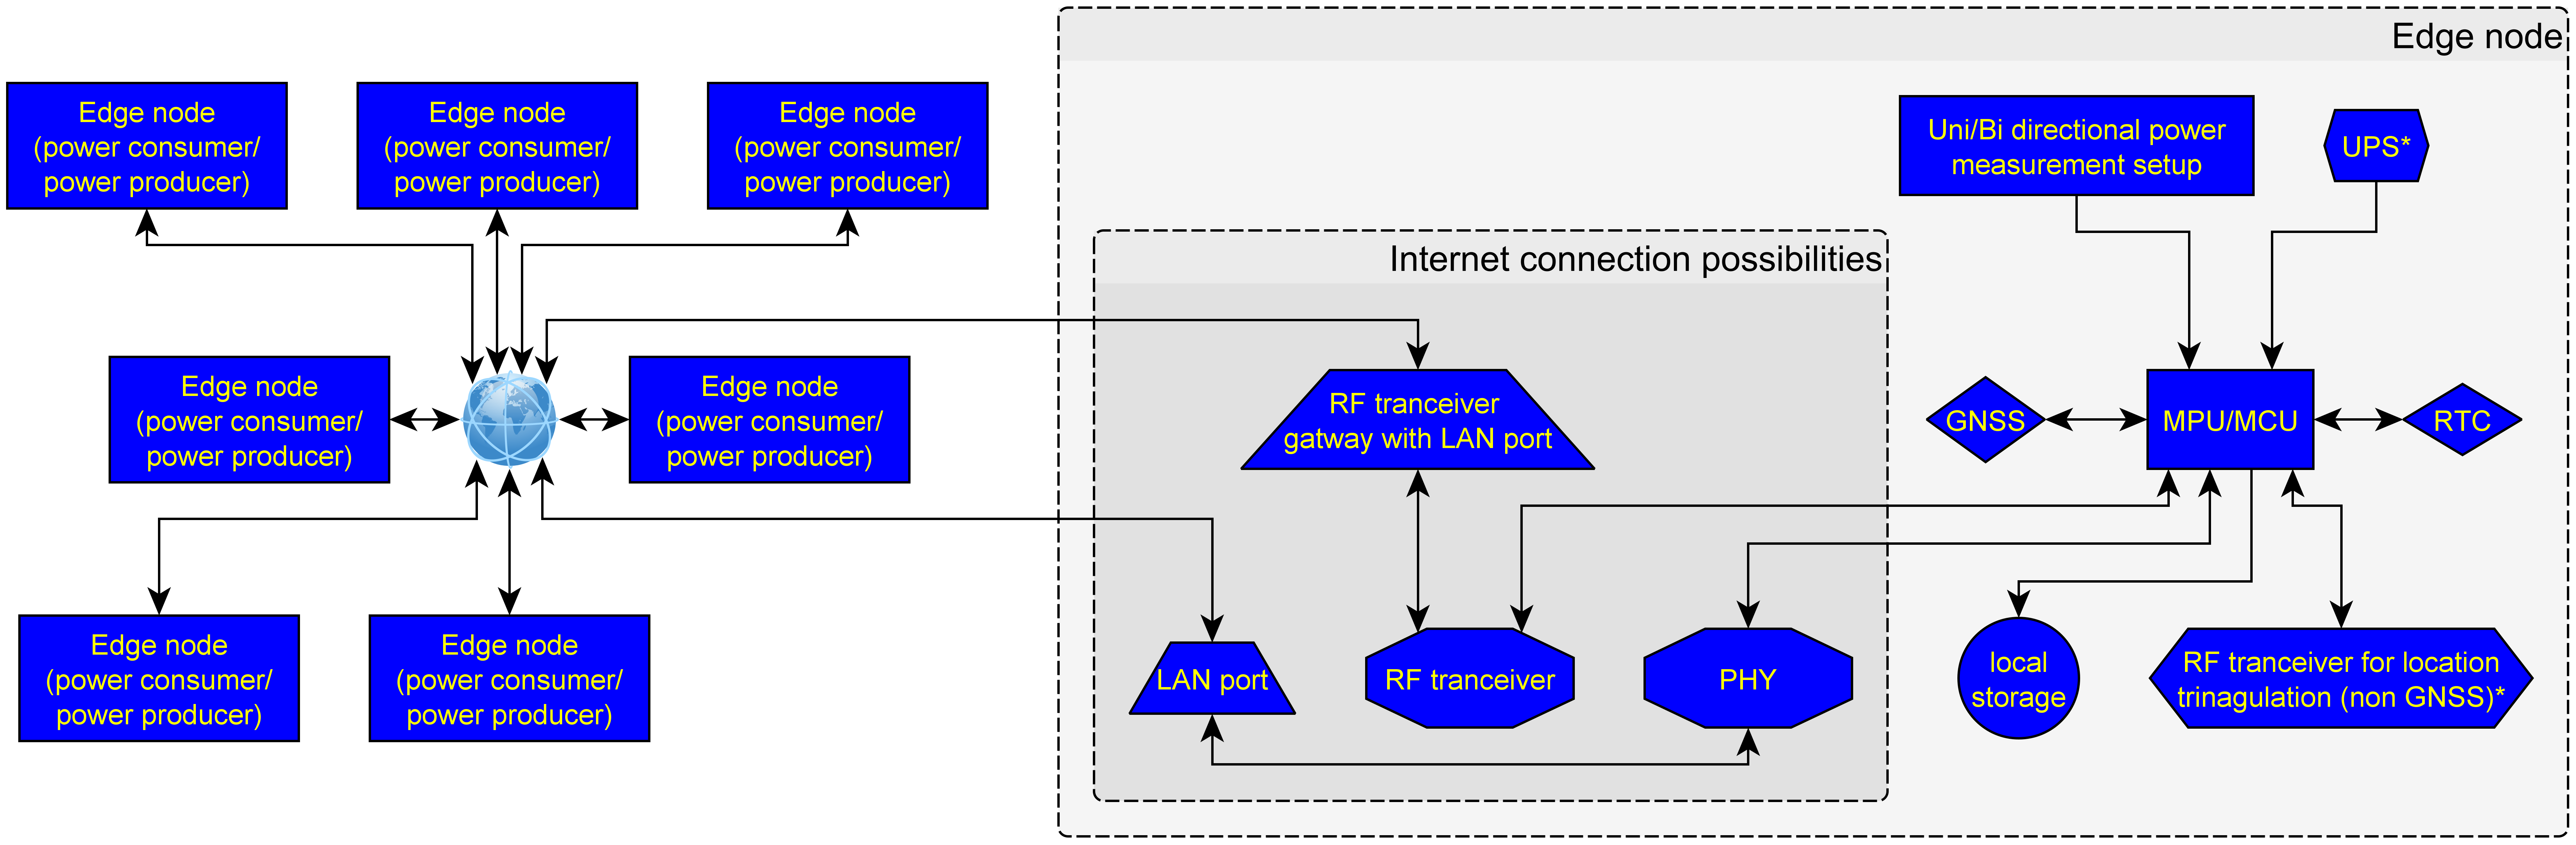 Edge node
Edge node
(power consumer/
power producer)
Edge node
(power consumer/
power producer)
Edge node
(power consumer/
power producer)
Uni/Bi directional power
measurement setup
UPS*
Internet connection possibilities
Edge node
(power consumer/
power producer)
Edge node
(power consumer/
power producer)
RF tranceiver
gatway with LAN port
GNSS
MPU/MCU
RTC
Edge node
(power consumer/
power producer)
Edge node
(power consumer/
power producer)
LAN port
RF tranceiver
PHY
local
storage
RF tranceiver for location
trinagulation (non GNSS)*